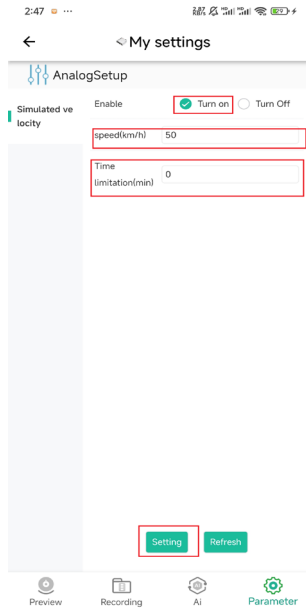 2:47
My settings
AnalogSetup
Simulated ve
locity
Enable
Turn on
Turn Off
speed(km/h)
50
Time
limitation(min)
0
Setting
Refresh
Preview
Recording
Ai
Parameter